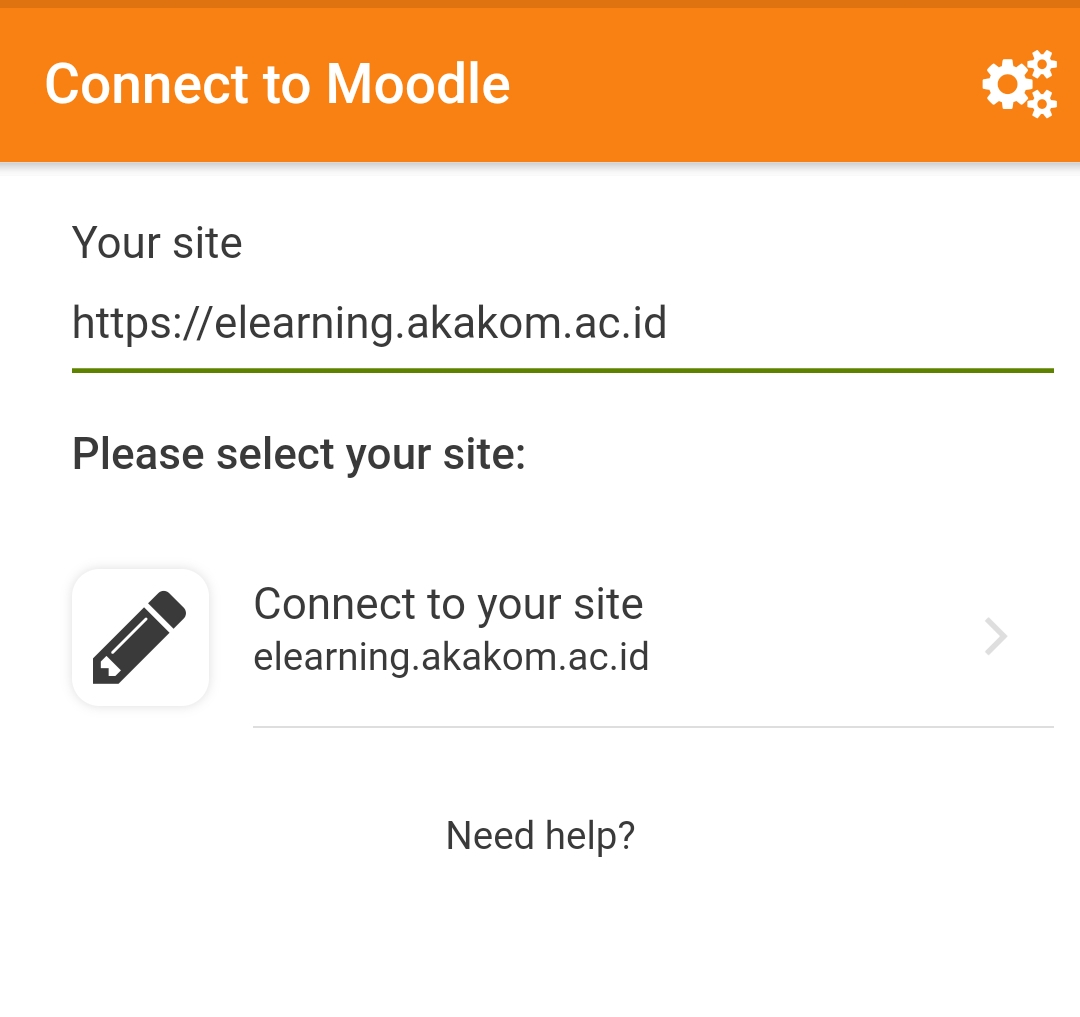 Connect to Moodle
Your site
https://elearning.akakom.ac.id
Please select your site:
Connect to your site
elearning.akakom.ac.id
Need help?